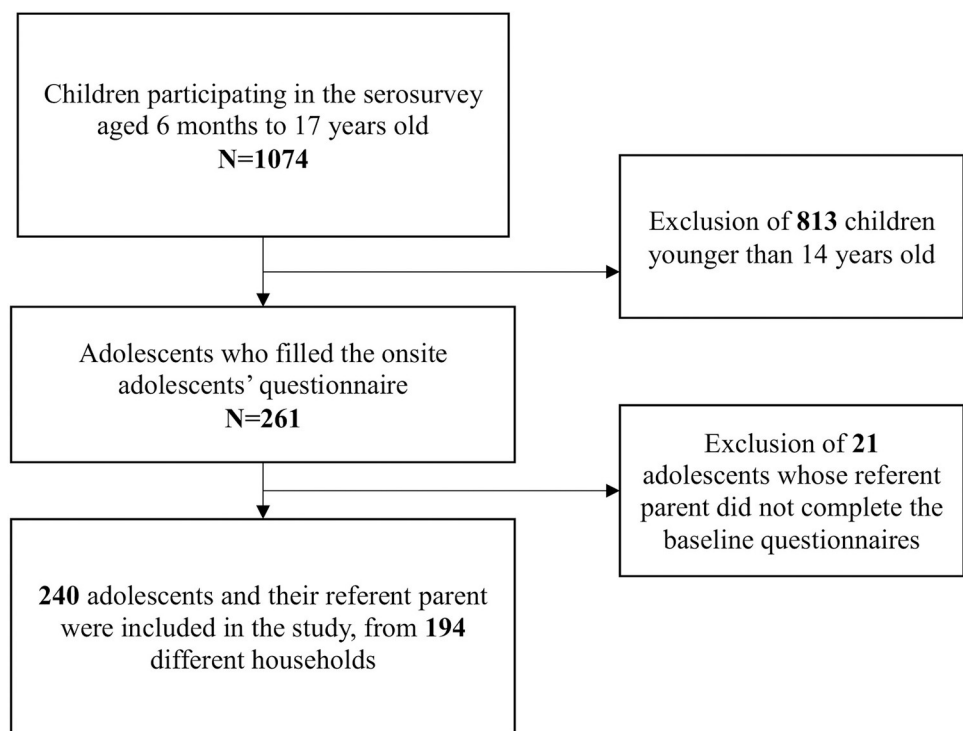 Children participating in the serosurvey
aged 6 months to 17 years old
N=1074
Exclusion of 813 children
younger than 14 years old
Adolescents who filled the onsite
adolescents’ questionnaire
N=261
Exclusion of 21
adolescents whose referent
parent did not complete the
baseline questionnaires
240 adolescents and their referent parent
were included in the study, from 194
different households